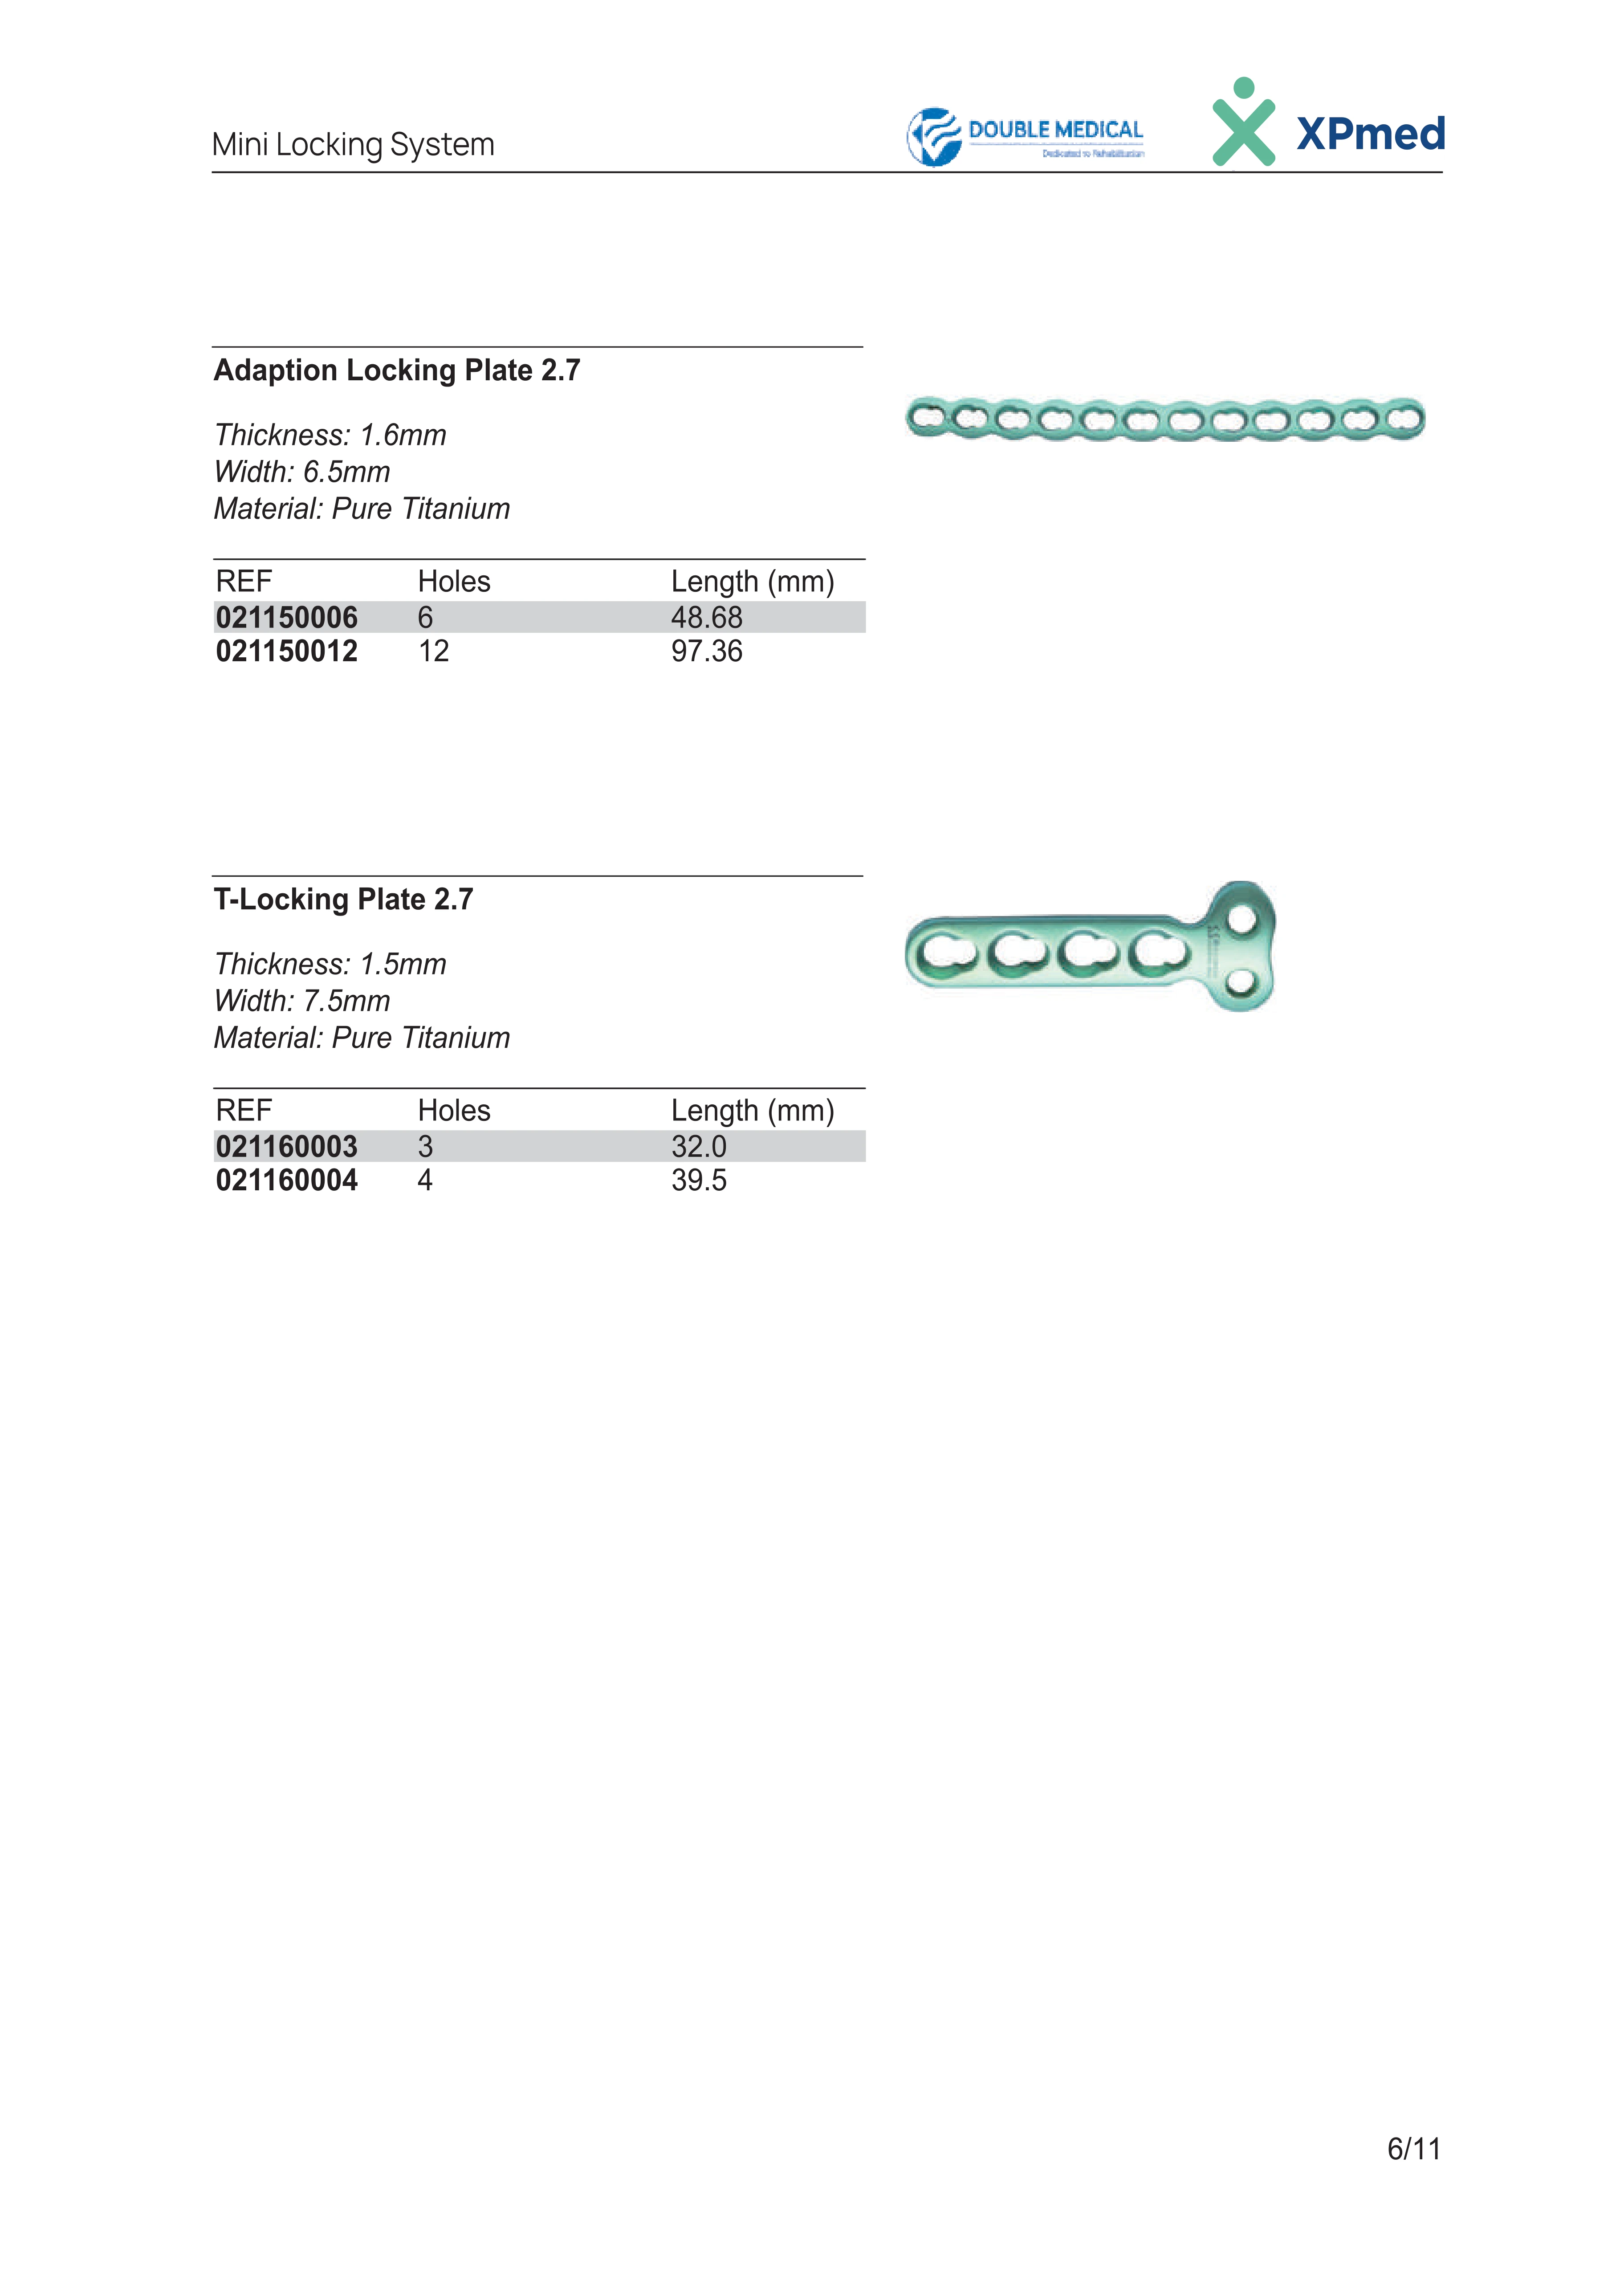 Mini Locking System
DOUBLE MEDICAL
Dedicated to Rehabilitation
XPmed
Adaption Locking Plate 2.7
Thickness: 1.6mm
Width: 6.5mm
Material: Pure Titanium
REF Holes Length (mm)
021150006 6 48.68
021150012 12 97.36
T-Locking Plate 2.7
Thickness: 1.5mm
Width: 7.5mm
Material: Pure Titanium
REF Holes Length (mm)
021160003 3 32.0
021160004 4 39.5
6/11